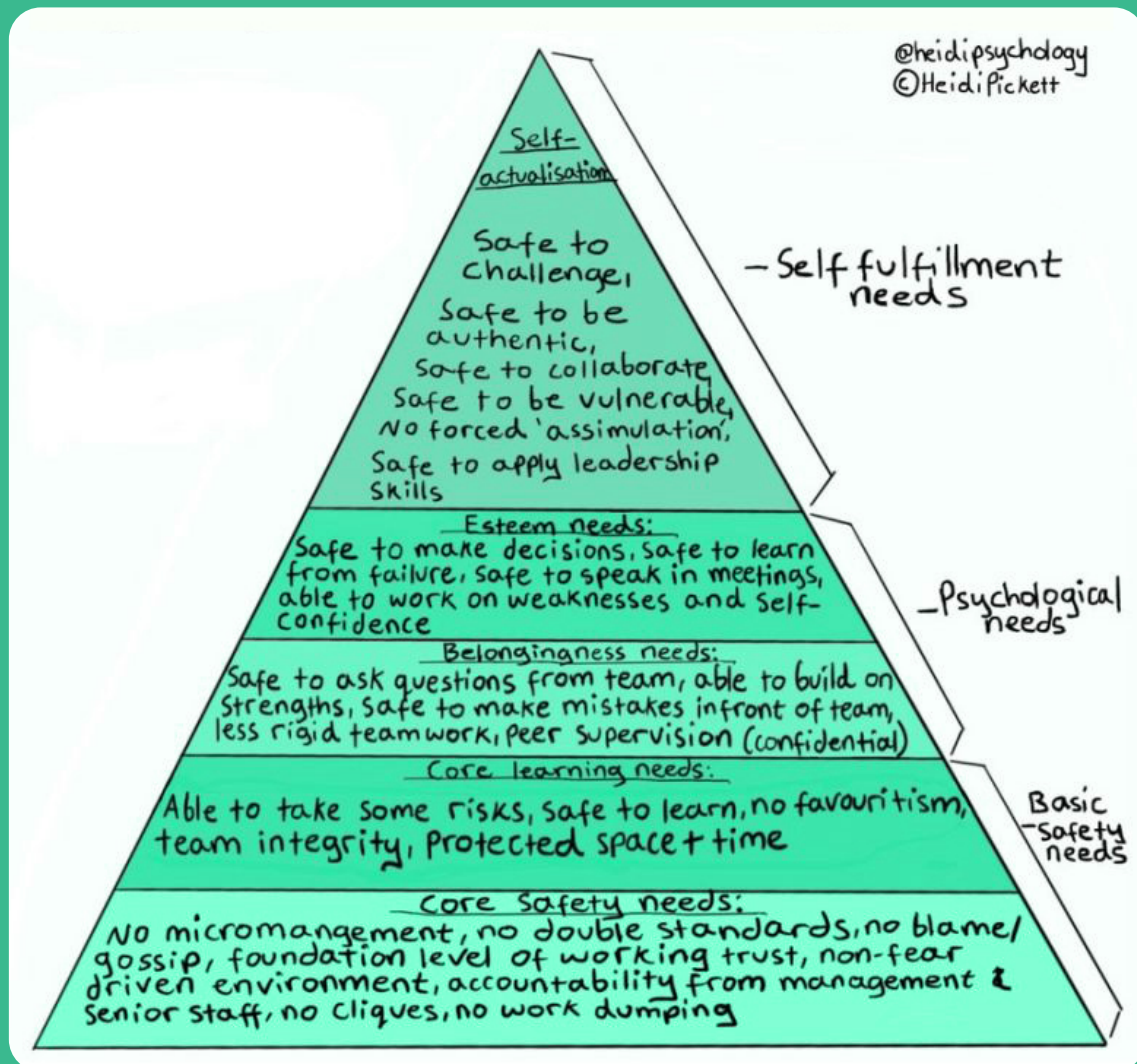 @heidipsychology
©HeidiPickett
Self-
actualisation
Safe to
challenge,
Safe to be
authentic,
Safe to collaborate,
Safe to be vulnerable,
No forced 'assimulation',
Safe to apply leadership
skills
- Self fulfillment
needs
Esteem needs:
Safe to make decisions, safe to learn
from failure, safe to speak in meetings,
able to work on weaknesses and self-
confidence
- Psychological
needs
Belongingness needs:
Safe to ask questions from team, able to build on
strengths, safe to make mistakes infront of team,
less rigid teamwork, peer supervision (confidential)
Core learning needs:
Able to take some risks, safe to learn, no favouritism,
team integrity, protected space + time
Basic
- safety
needs
Core Safety needs:
No micromangement, no double standards, no blame/
gossip, foundation level of working trust, non-fear
driven environment, accountability from management &
senior staff, no cliques, no work dumping